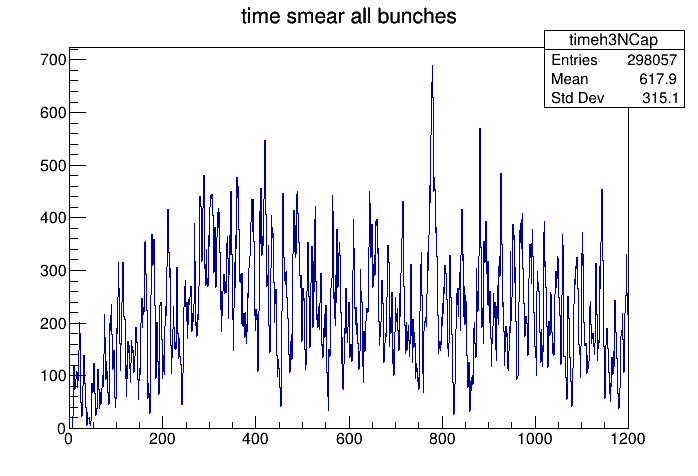 time smear all bunches
timeh3NCap
Entries 298057
Mean 617.9
Std Dev 315.1
700
600
500
400
300
200
100
0
0 200 400 600 800 1000 1200